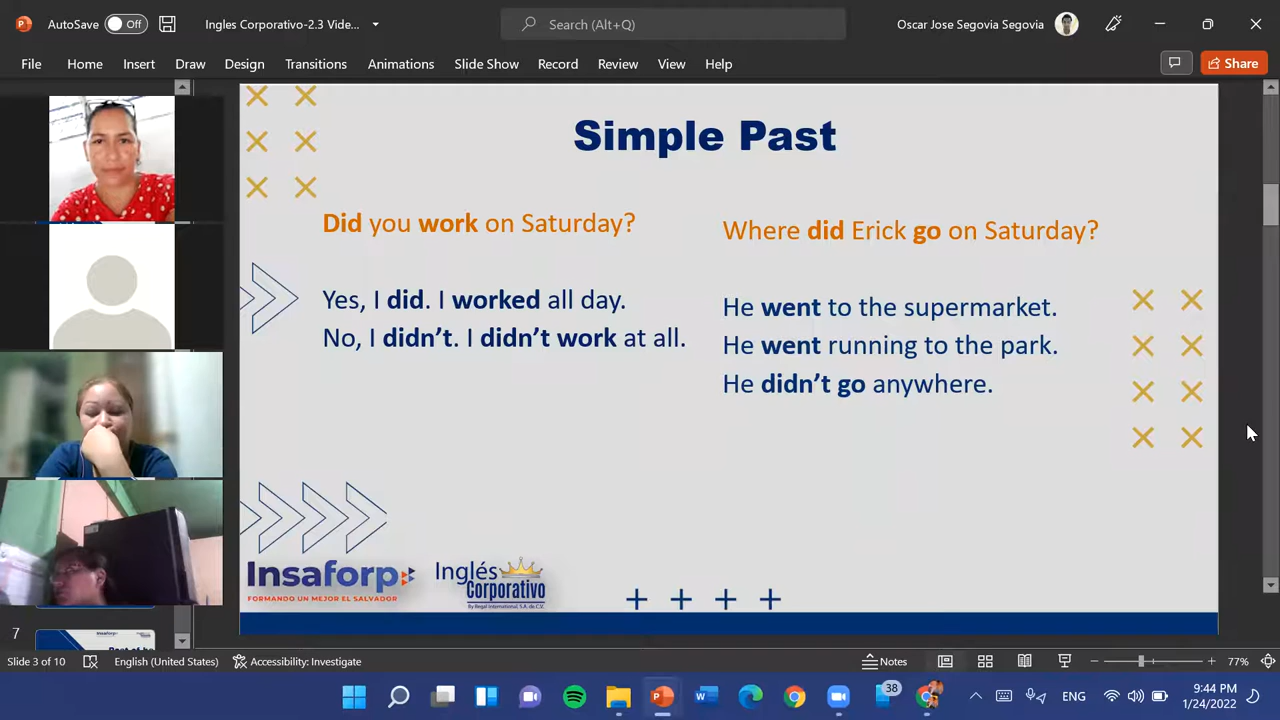 AutoSave Off Ingles Corporativo-2.3 Vide... Search (Alt+Q) Oscar Jose Segovia Segovia
File Home Insert Draw Design Transitions Animations Slide Show Record Review View Help Share
Simple Past
Did you work on Saturday?
Yes, I did. I worked all day.
No, I didn't. I didn't work at all.
Where did Erick go on Saturday?
He went to the supermarket.
He went running to the park.
He didn't go anywhere.
Insaforp
FORMANDO UN MEJOR EL SALVADOR
Inglés
Corporativo
By Regal International, S.A. de C.V.
7
Slide 3 of 10 English (United States) Accessibility: Investigate Notes 77%
38 ENG 9:44 PM
1/24/2022